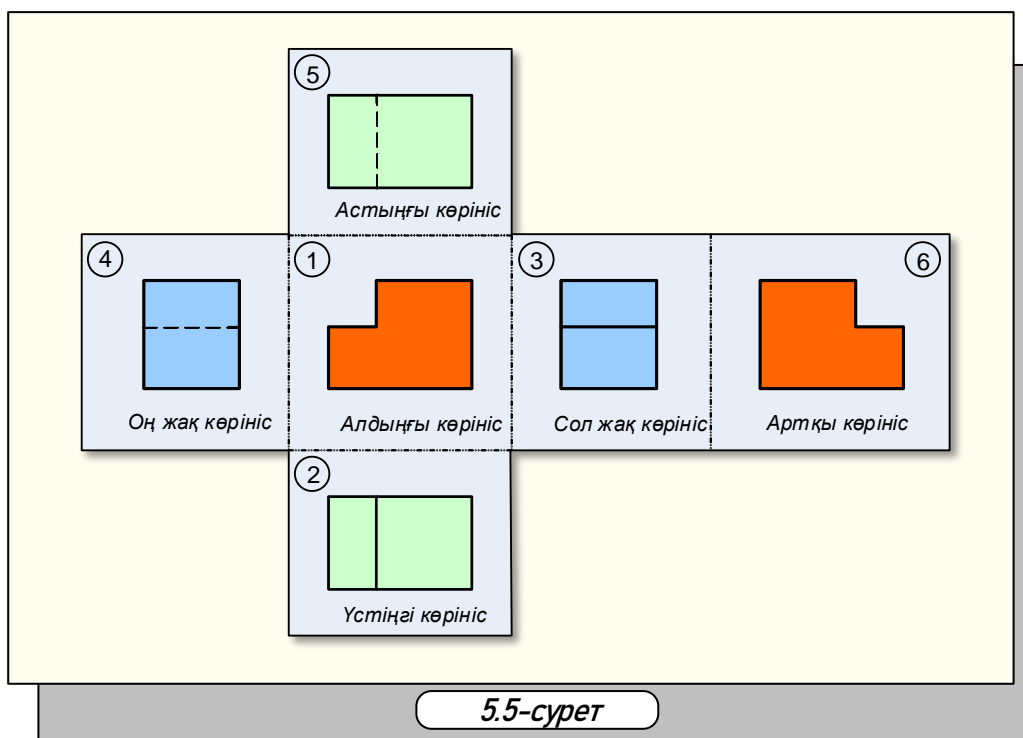 5
Астыңғы көрініс
4
Оң жақ көрініс
1
Алдыңғы көрініс
3
Сол жақ көрініс
6
Артқы көрініс
2
Үстіңгі көрініс
5.5-сурет